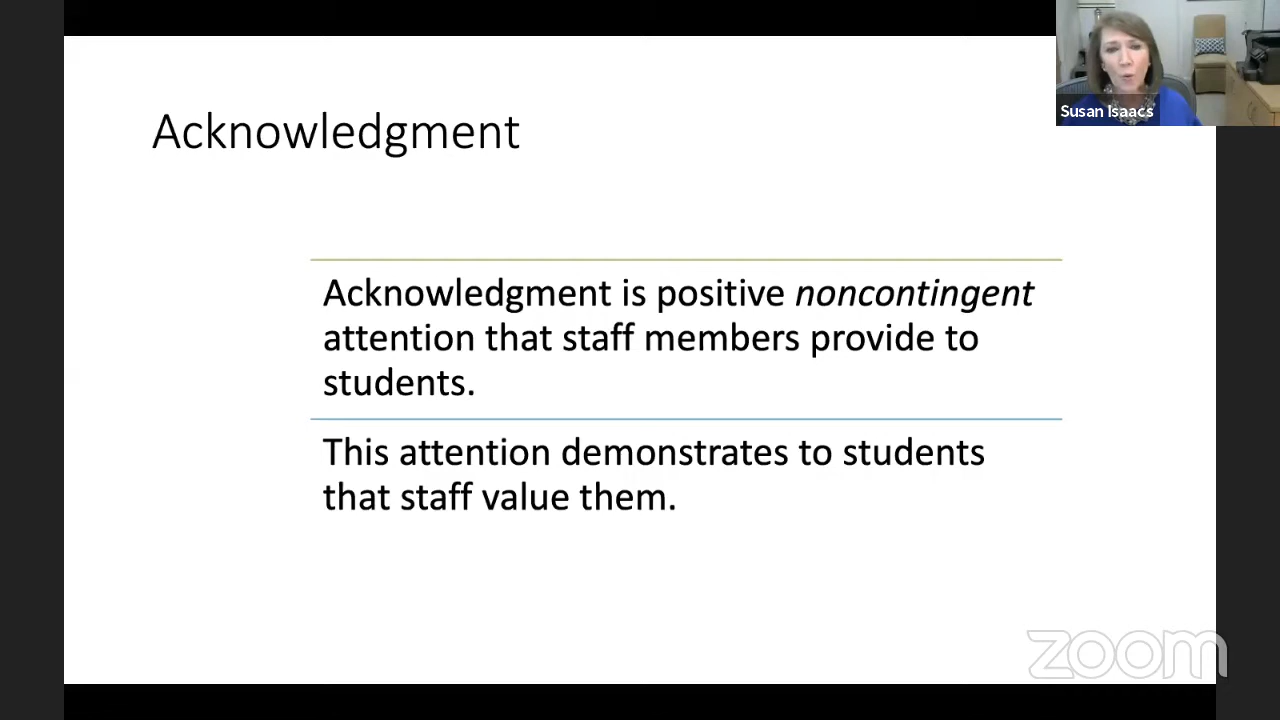 Susan Isaacs
Acknowledgment
Acknowledgment is positive noncontingent
attention that staff members provide to
students.
This attention demonstrates to students
that staff value them.
zoom